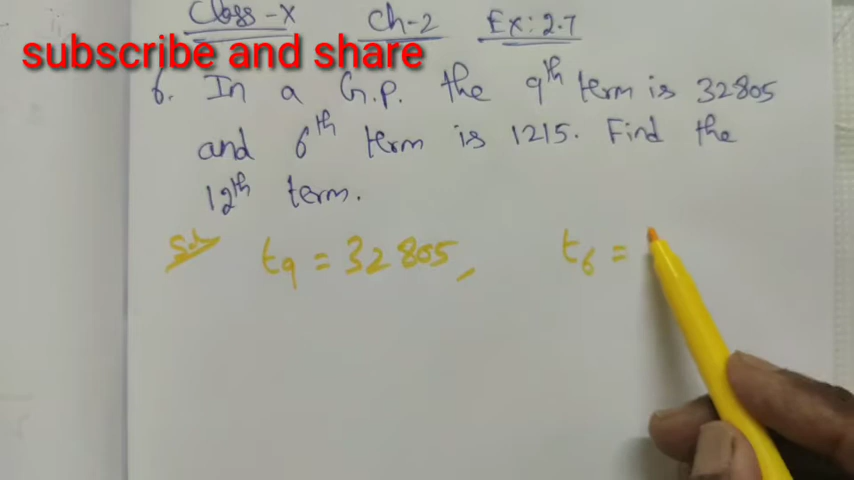 Class-X Ch-2 Ex: 2.7
subscribe and share
6. In a G.P. the 9th term is 32805
and 6th term is 1215. Find the
12th term.
Sol t9 = 32805, t6 =